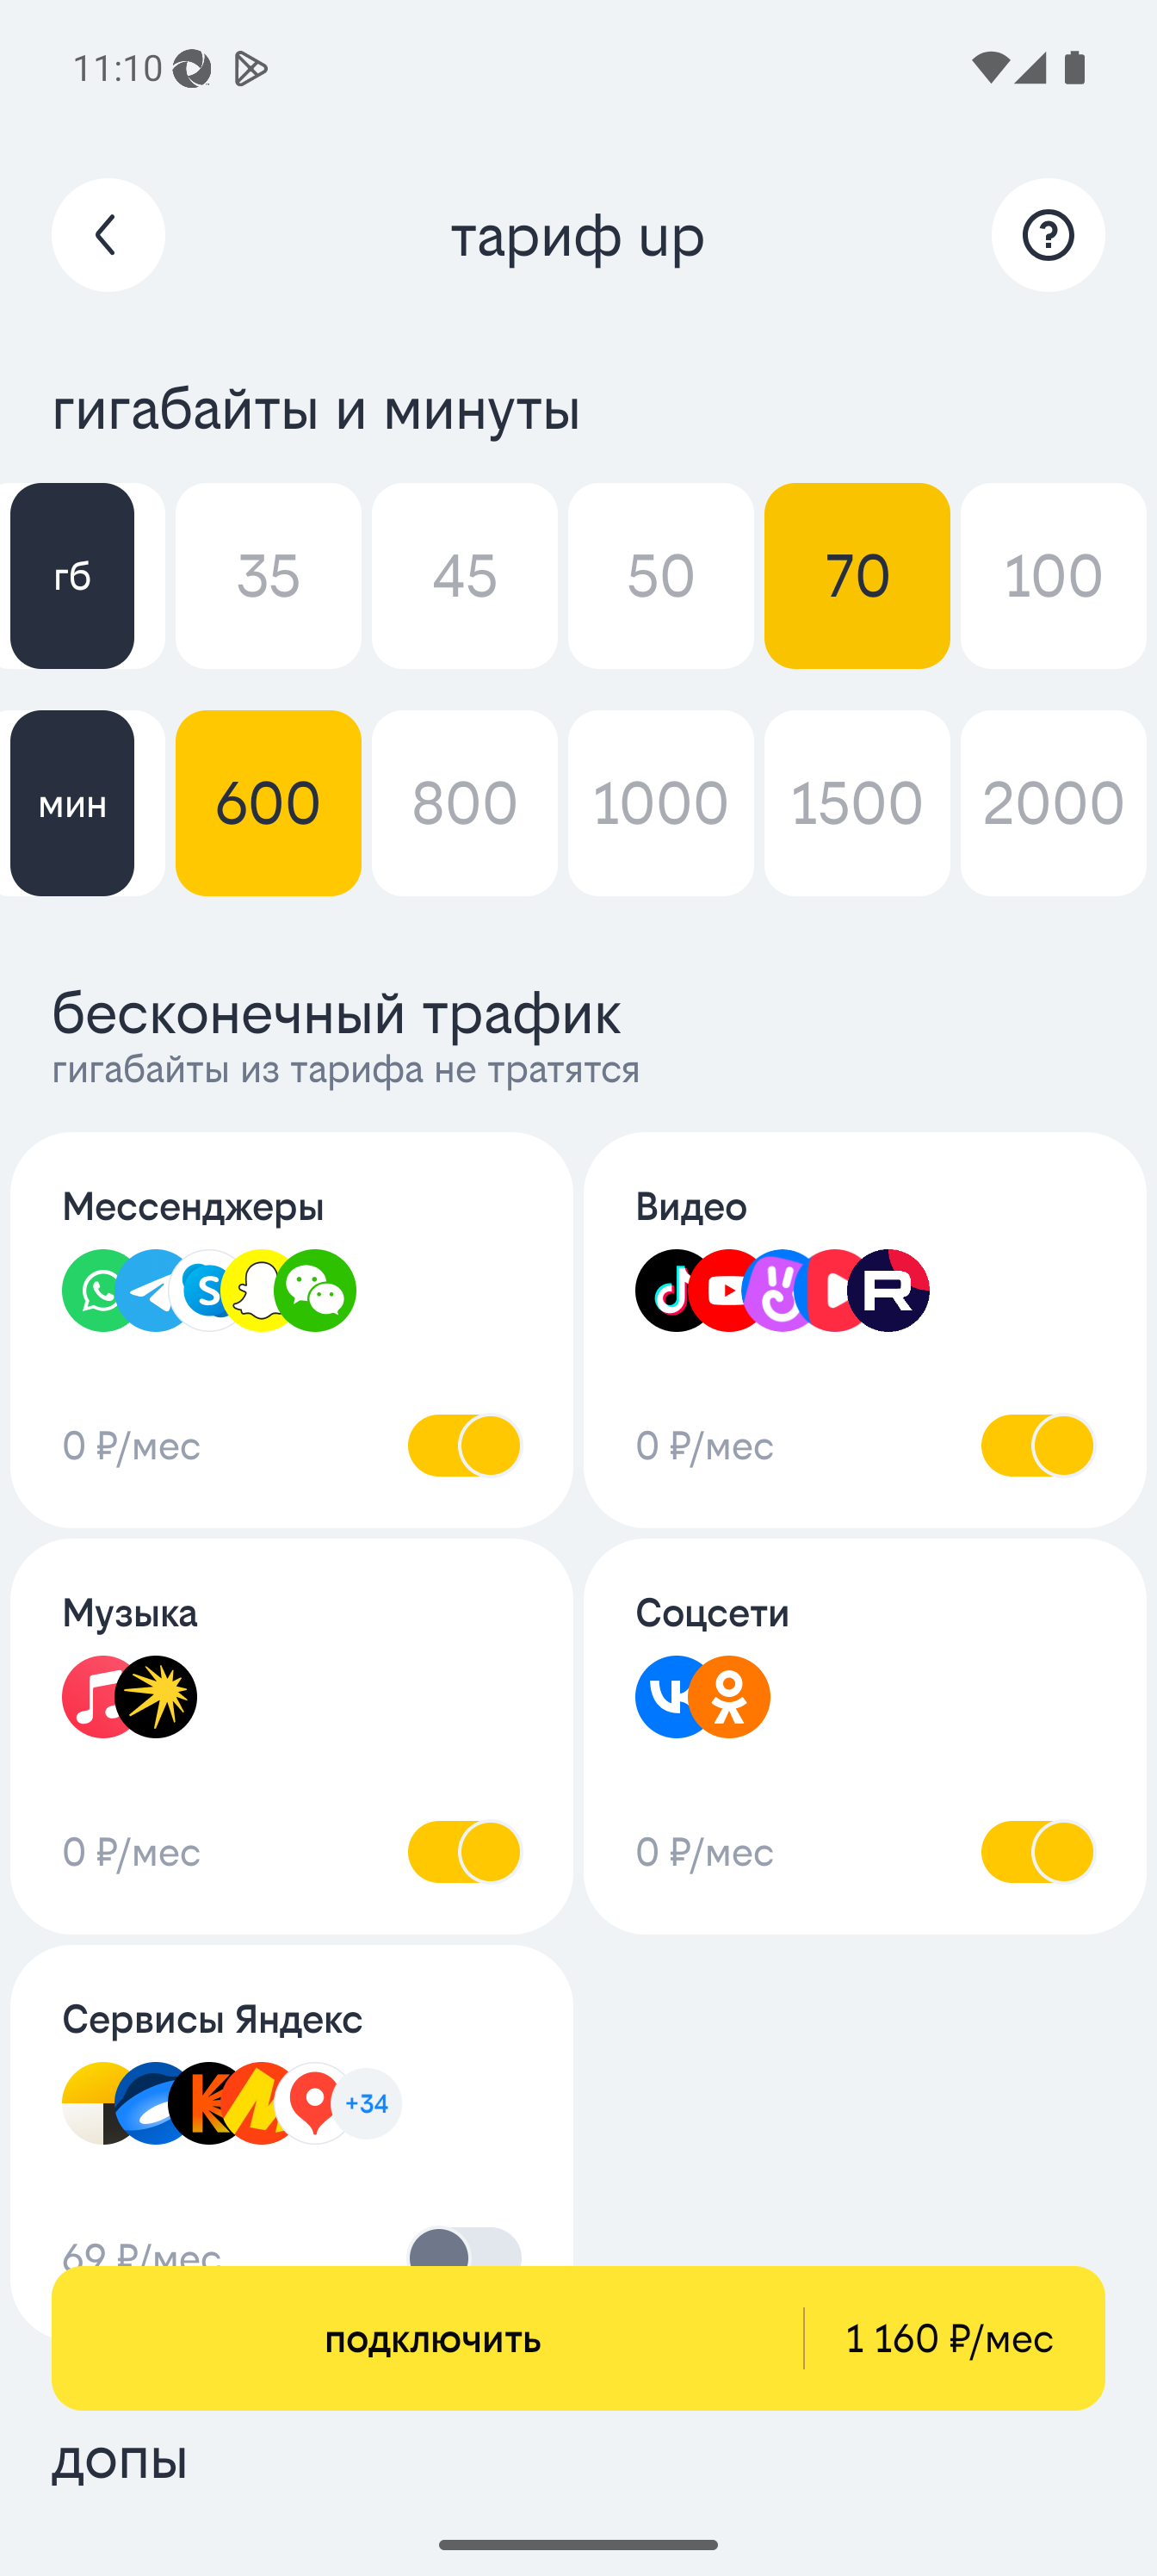 11:10
тариф up
гигабайты и минуты
гб 35 45 50 70 100
мин 600 800 1000 1500 2000
бесконечный трафик
гигабайты из тарифа не тратятся
Мессенджеры
0 ₽/мес
Видео
0 ₽/мес
Музыка
0 ₽/мес
Соцсети
0 ₽/мес
Сервисы Яндекс
+34
69 ₽/мес
подключить 1 160 ₽/мес
допы